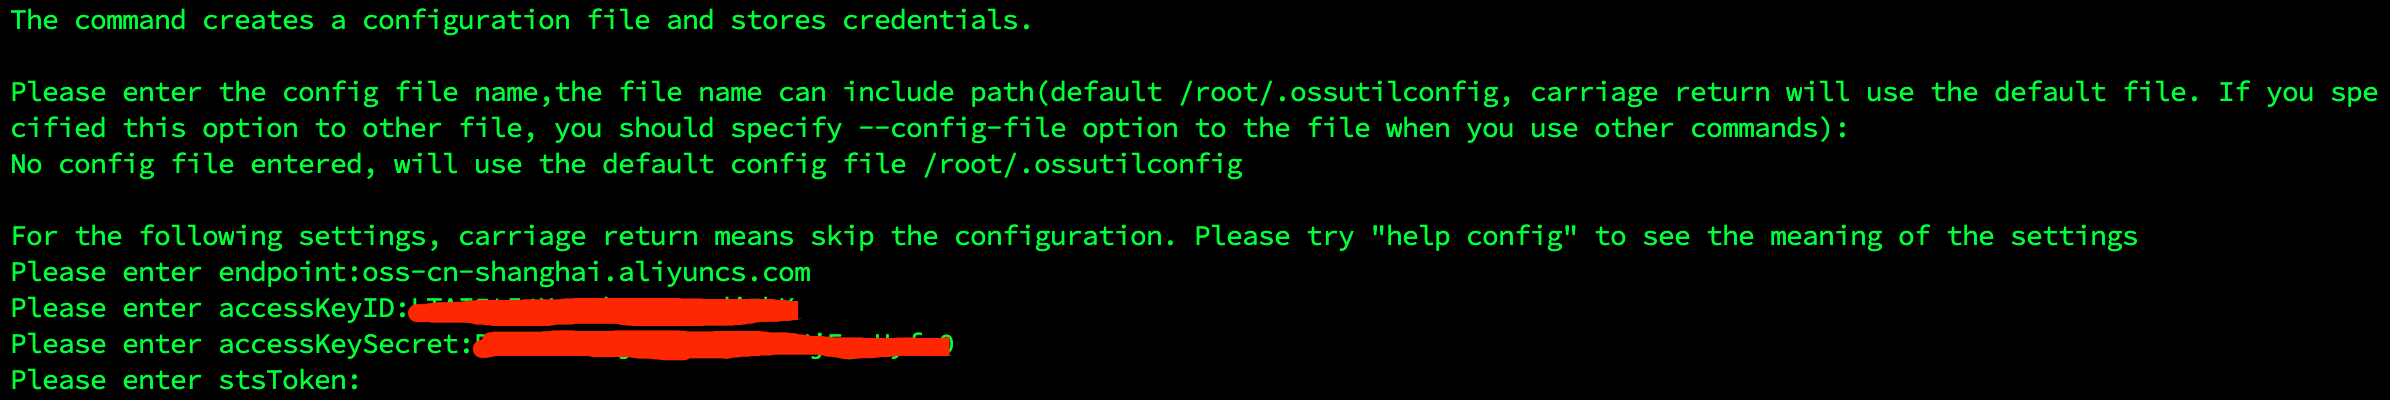 The command creates a configuration file and stores credentials.
Please enter the config file name,the file name can include path(default /root/.ossutilconfig, carriage return will use the default file. If you spe
cified this option to other file, you should specify --config-file option to the file when you use other commands):
No config file entered, will use the default config file /root/.ossutilconfig
For the following settings, carriage return means skip the configuration. Please try "help config" to see the meaning of the settings
Please enter endpoint:oss-cn-shanghai.aliyuncs.com
Please enter accessKeyID:
Please enter accessKeySecret:
Please enter stsToken: